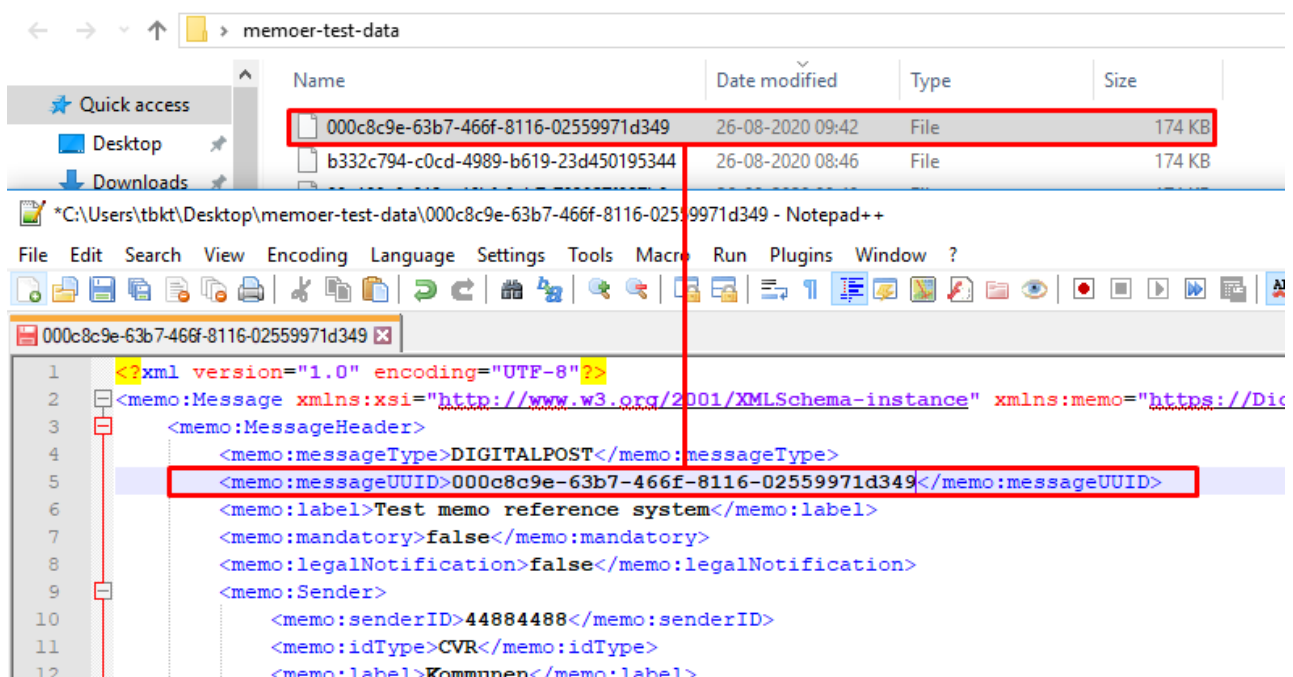 memoer-test-data
Name Date modified Type Size
Quick access
000c8c9e-63b7-466f-8116-02559971d349 26-08-2020 09:42 File 174 KB
Desktop
b332c794-c0cd-4989-b619-23d450195344 26-08-2020 08:46 File 174 KB
Downloads
*C:\Users\tbkt\Desktop\memoer-test-data\000c8c9e-63b7-466f-8116-02559971d349 - Notepad++
File Edit Search View Encoding Language Settings Tools Macro Run Plugins Window ?
000c8c9e-63b7-466f-8116-02559971d349
1 <?xml version="1.0" encoding="UTF-8"?>
2 <memo:Message xmlns:xsi="http://www.w3.org/2001/XMLSchema-instance" xmlns:memo="https://Dic
3 <memo:MessageHeader>
4 <memo:messageType>DIGITALPOST</memo:messageType>
5 <memo:messageUUID>000c8c9e-63b7-466f-8116-02559971d349</memo:messageUUID>
6 <memo:label>Test memo reference system</memo:label>
7 <memo:mandatory>false</memo:mandatory>
8 <memo:legalNotification>false</memo:legalNotification>
9 <memo:Sender>
10 <memo:senderID>44884488</memo:senderID>
11 <memo:idType>CVR</memo:idType>
12 <memo:label>Kommunen</memo:label>